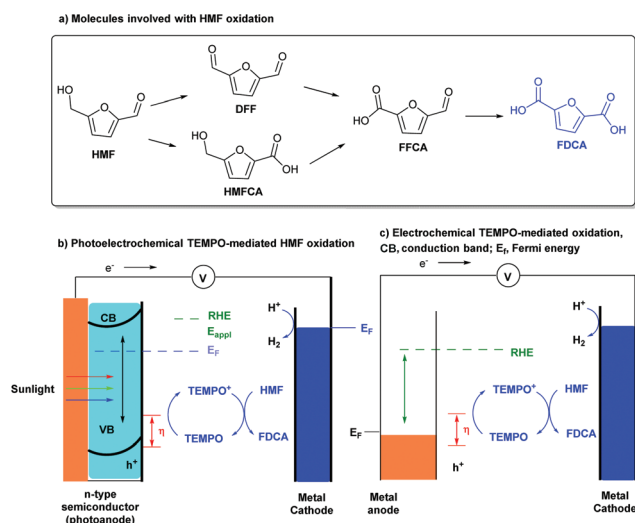 a) Molecules involved with HMF oxidation
O
O
O
DFF
HO
O
O
HMF
HO
O
O
OH
HMFCA
O
HO
O
O
FFCA
O
HO
O
O
OH
FDCA
b) Photoelectrochemical TEMPO-mediated HMF oxidation
e-
V
CB
RHE
Eappl
EF
H+
H2
EF
Sunlight
VB
η
h+
TEMPO+
HMF
TEMPO
FDCA
n-type
semiconductor
(photoanode)
Metal
Cathode
c) Electrochemical TEMPO-mediated oxidation,
CB, conduction band; Ef, Fermi energy
e-
V
H+
H2
RHE
EF
η
h+
TEMPO+
HMF
TEMPO
FDCA
Metal
anode
Metal
Cathode